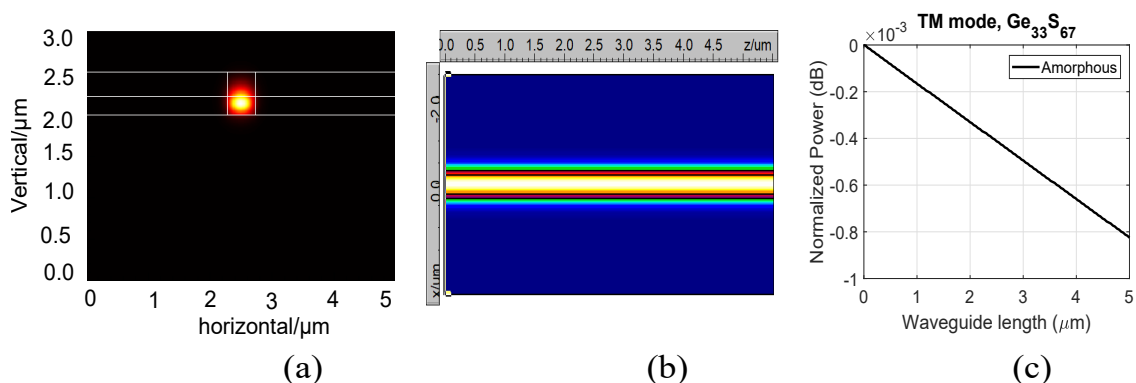 3.0
2.5
2.0
1.5
1.0
0.5
0.0
Vertical/μm
0 1 2 3 4 5
horizontal/μm
(a)
0.0 0.5 1.0 1.5 2.0 2.5 3.0 3.5 4.0 4.5 z/um
-2.0
0.0
x/um
(b)
×10⁻³ TM mode, Ge₃₃S₆₇
Amorphous
0
-0.2
-0.4
-0.6
-0.8
-1
Normalized Power (dB)
0 1 2 3 4 5
Waveguide length (μm)
(c)